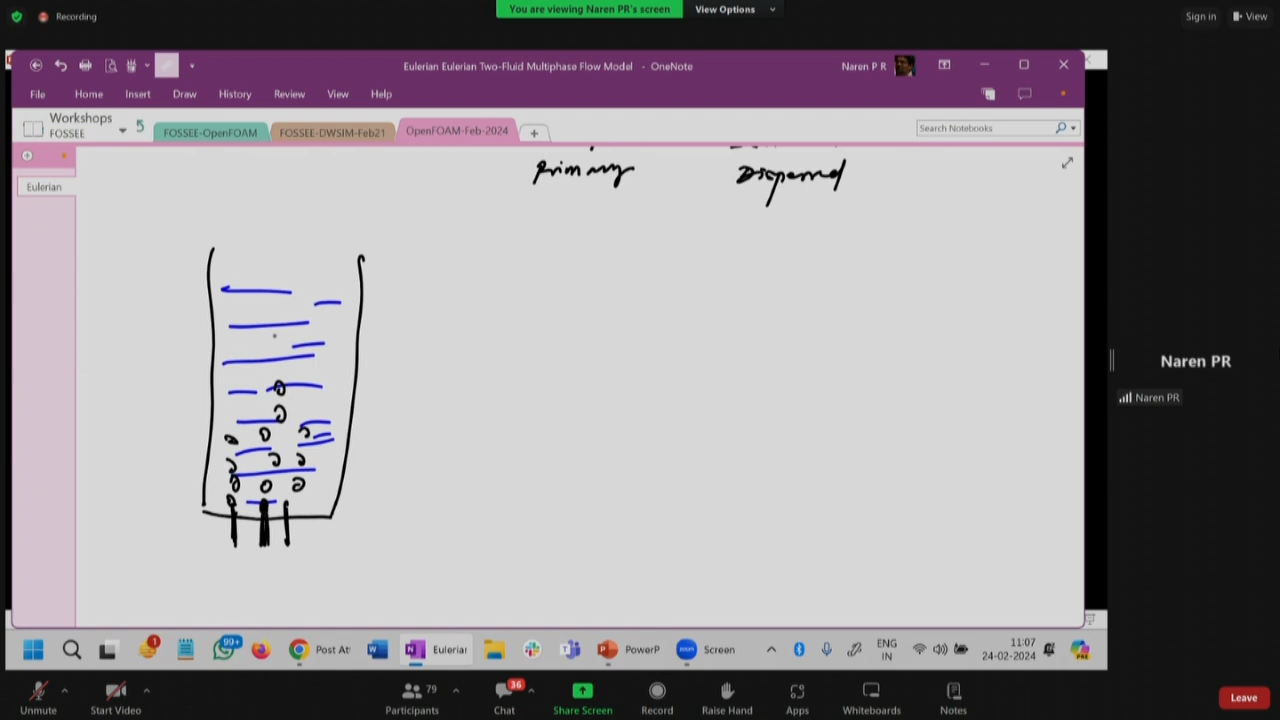 Recording
You are viewing Naren PR's screen
View Options
Sign in
View
Eulerian Eulerian Two-Fluid Multiphase Flow Model - OneNote
Naren P R
File
Home
Insert
Draw
History
Review
View
Help
Workshops
FOSSEE
FOSSEE-OpenFOAM
FOSSEE-DWSIM-Feb21
OpenFOAM-Feb-2024
Search Notebooks
Eulerian
Primary
Dispersed
Naren PR
Naren PR
1
99+
Post At
Eulerian
PowerP
zoom
Screen
ENG
IN
11:07
24-02-2024
PRE
Unmute
Start Video
79
Participants
36
Chat
Share Screen
Record
Raise Hand
Apps
Whiteboards
Notes
Leave